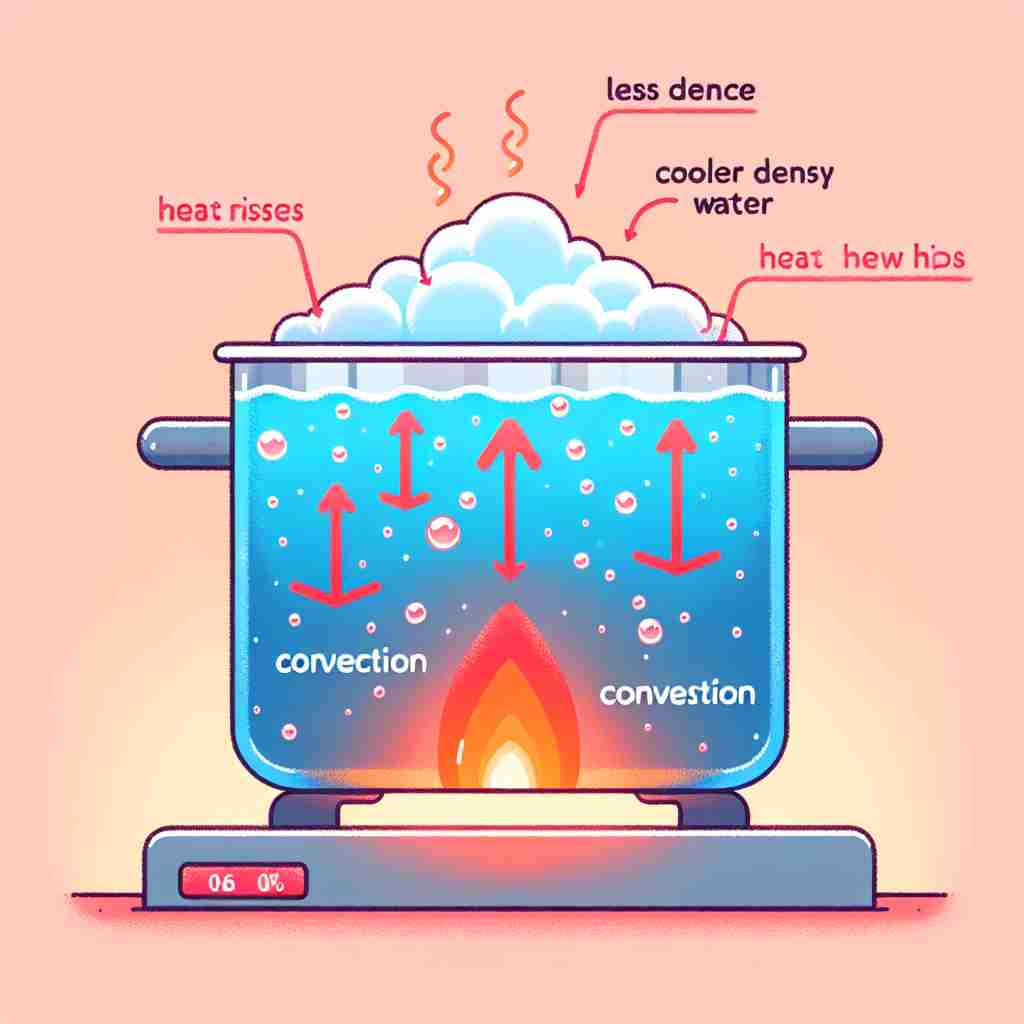 less dence
cooler densy
water
heat risses
heat hew hips
corvection
convestion
06 0%